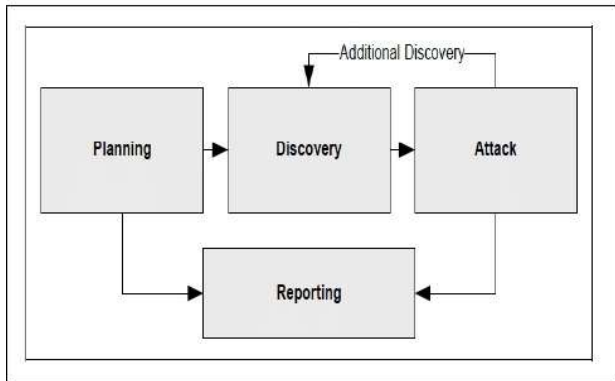 Additional Discovery
Planning
Discovery
Attack
Reporting